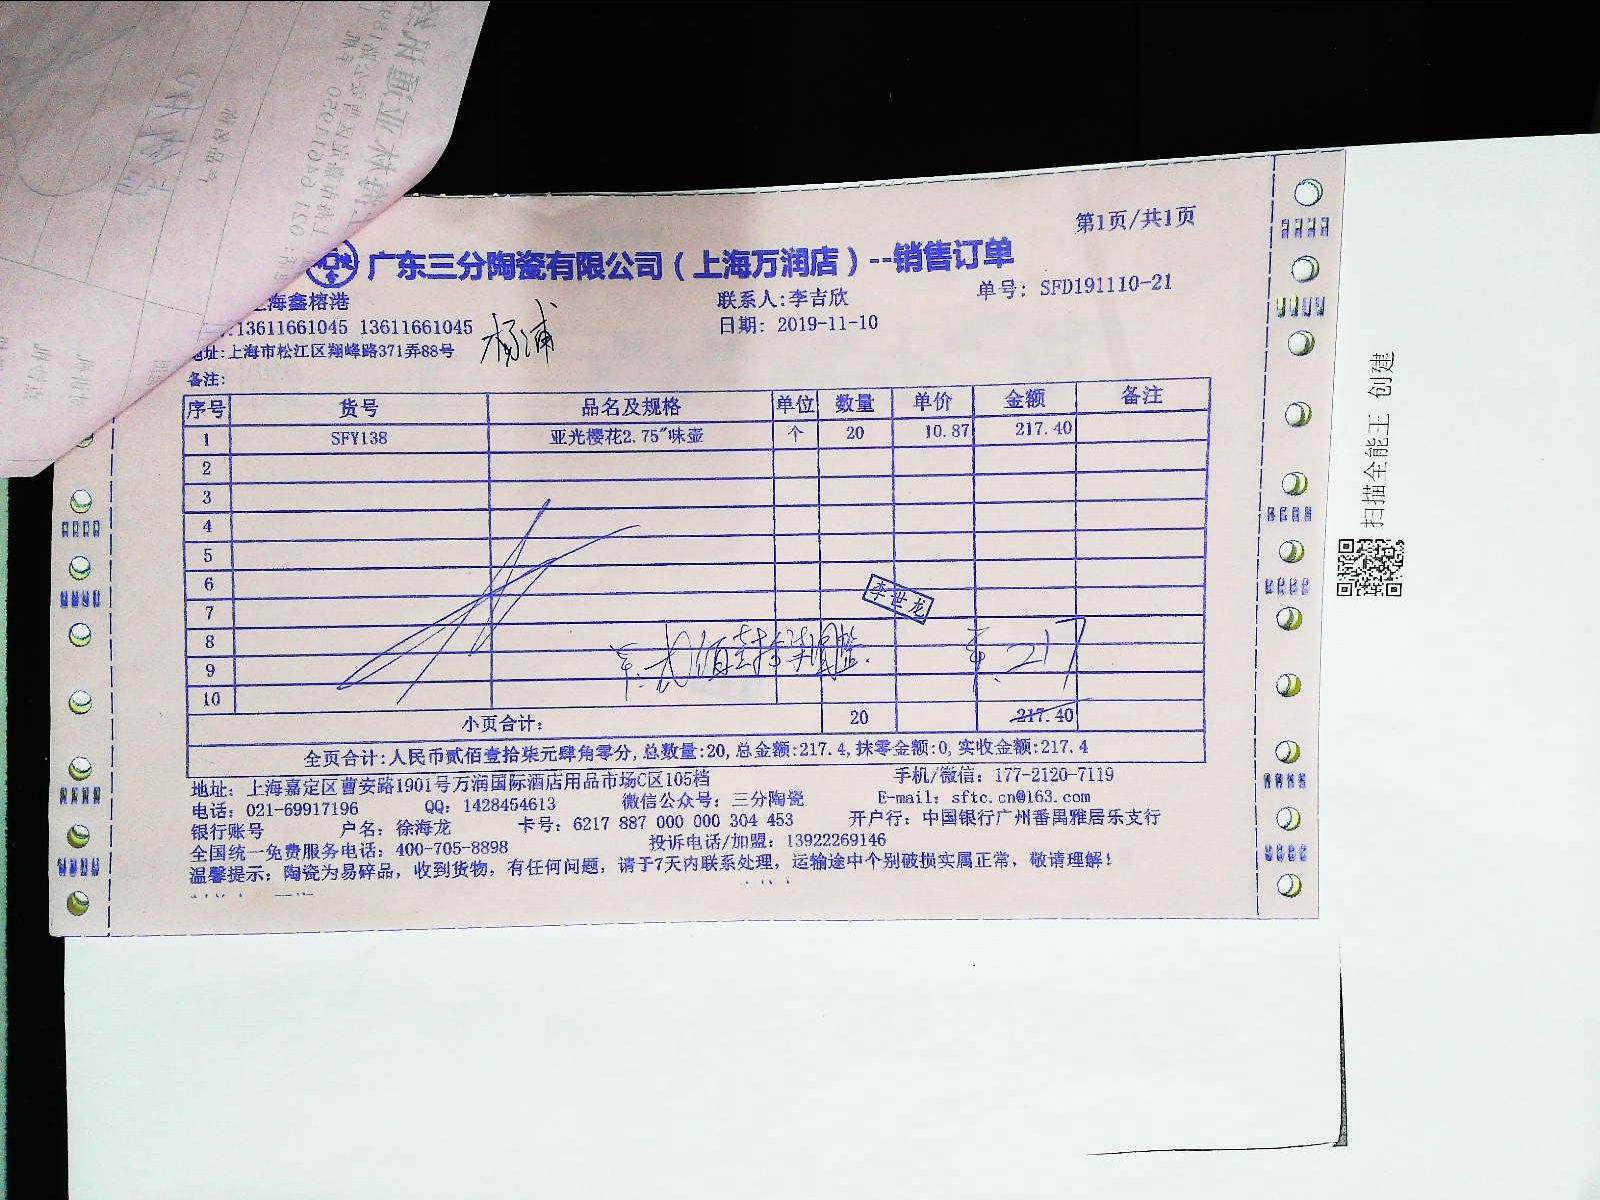 第1页/共1页
广东三分陶瓷有限公司(上海万润店)--销售订单
单号: SFD191110-21
上海鑫榕港
联系人:李吉欣
:13611661045 13611661045
日期: 2019-11-10
地址:上海市松江区翔峰路371弄88号
杨浦
备注:
序号 货号 品名及规格 单位 数量 单价 金额 备注
1 SFY138 亚光樱花2.75"味壶 个 20 10.87 217.40
2
3
4
5
6
7
李世龙
8
9
10
217
小页合计: 20 217.40
全页合计:人民币贰佰壹拾柒元肆角零分,总数量:20,总金额:217.4,抹零金额:0,实收金额:217.4
地址: 上海嘉定区曹安路1901号万润国际酒店用品市场C区105档 手机/微信: 177-2120-7119
电话: 021-69917196 QQ: 1428454613 微信公众号: 三分陶瓷 E-mail: sftc.cn@163.com
银行账号 户名: 徐海龙 卡号: 6217 887 000 000 304 453 开户行: 中国银行广州番禺雅居乐支行
全国统一免费服务电话: 400-705-8898 投诉电话/加盟: 13922269146
温馨提示: 陶瓷为易碎品, 收到货物, 有任何问题, 请于7天内联系处理, 运输途中个别破损实属正常, 敬请理解!
扫描全能王 创建